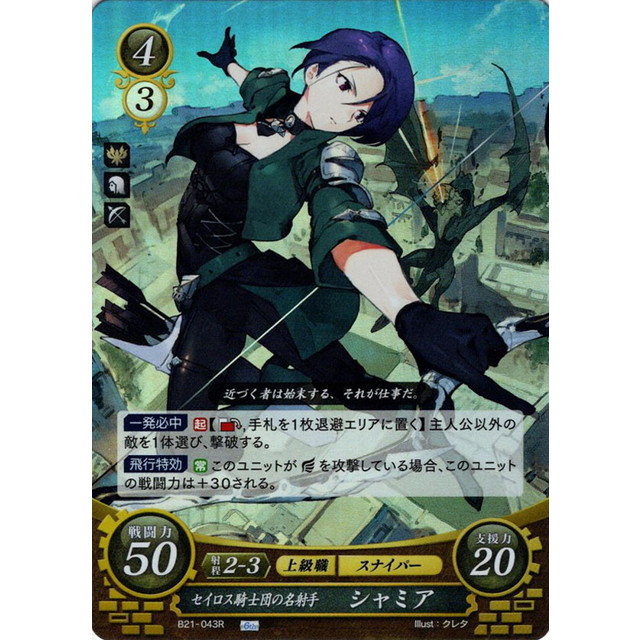 4
3
近づく者は始末する、それが仕事だ。
一発必中 起【 ,手札を1枚退避エリアに置く】主人公以外の
敵を1体選び、撃破する。
飛行特効 常 このユニットが を攻撃している場合、このユニット
の戦闘力は+30される。
戦闘力 50
射程 2-3 上級職 スナイパー
支援力 20
セイロス騎士団の名射手 シャミア
B21-043R Illust:クレタ